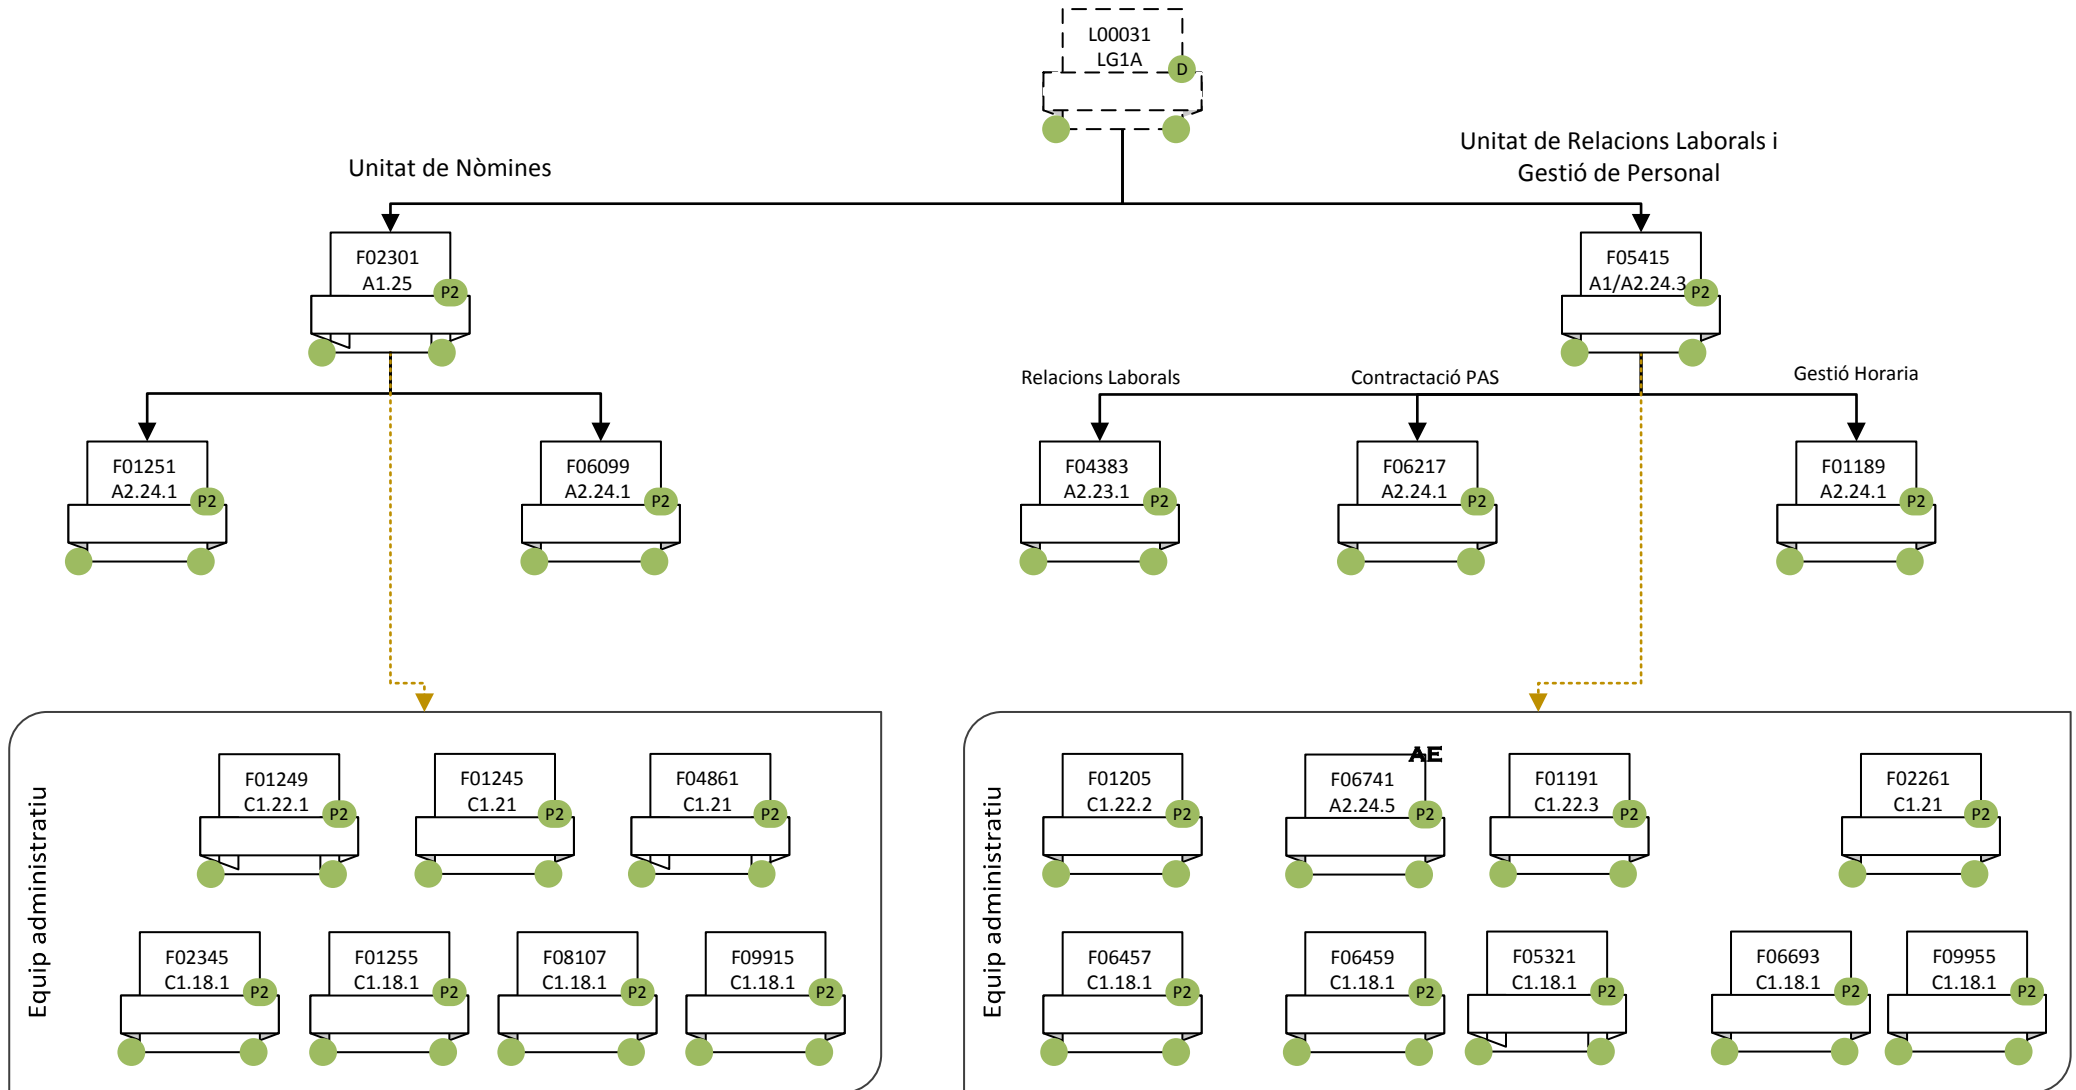 L00031
LG1A
D
Unitat de Nòmines
Unitat de Relacions Laborals i
Gestió de Personal
F02301
A1.25
P2
F05415
A1/A2.24.3
P2
Relacions Laborals
Contractació PAS
Gestió Horaria
F01251
A2.24.1
P2
F06099
A2.24.1
P2
F04383
A2.23.1
P2
F06217
A2.24.1
P2
F01189
A2.24.1
P2
Equip administratiu
F01249
C1.22.1
P2
F01245
C1.21
P2
F04861
C1.21
P2
F02345
C1.18.1
P2
F01255
C1.18.1
P2
F08107
C1.18.1
P2
F09915
C1.18.1
P2
Equip administratiu
F01205
C1.22.2
P2
AE
F06741
A2.24.5
P2
F01191
C1.22.3
P2
F02261
C1.21
P2
F06457
C1.18.1
P2
F06459
C1.18.1
P2
F05321
C1.18.1
P2
F06693
C1.18.1
P2
F09955
C1.18.1
P2